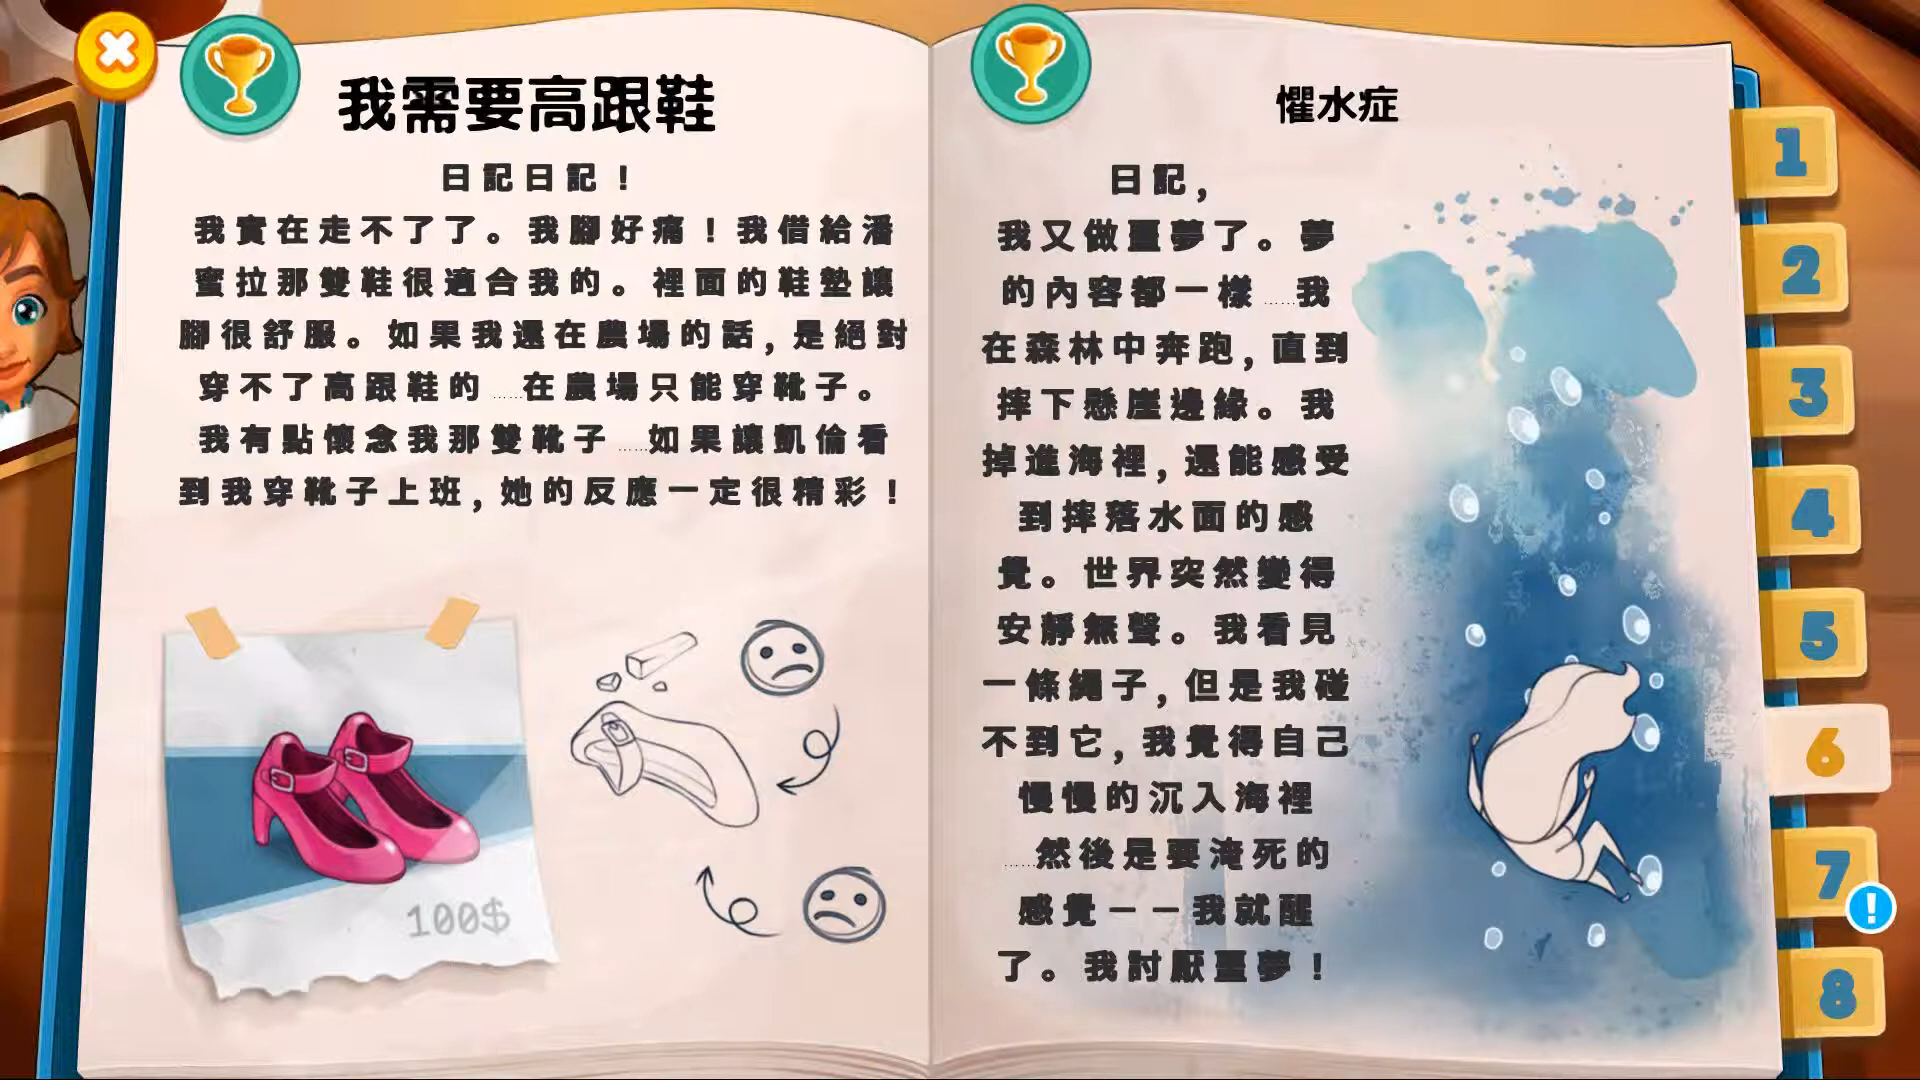 我需要高跟鞋
日記日記！
我實在走不了了。我腳好痛！我借給潘
蜜拉那雙鞋很適合我的。裡面的鞋墊讓
腳很舒服。如果我還在農場的話，是絕對
穿不了高跟鞋的……在農場只能穿靴子。
我有點懷念我那雙靴子……如果讓凱倫看
到我穿靴子上班，她的反應一定很精彩！
100$
懼水症
日記，
我又做噩夢了。夢
的內容都一樣……我
在森林中奔跑，直到
摔下懸崖邊緣。我
掉進海裡，還能感受
到摔落水面的感
覺。世界突然變得
安靜無聲。我看見
一條繩子，但是我碰
不到它，我覺得自己
慢慢的沉入海裡
……然後是要淹死的
感覺－－我就醒
了。我討厭噩夢！
1
2
3
4
5
6
7
!
8